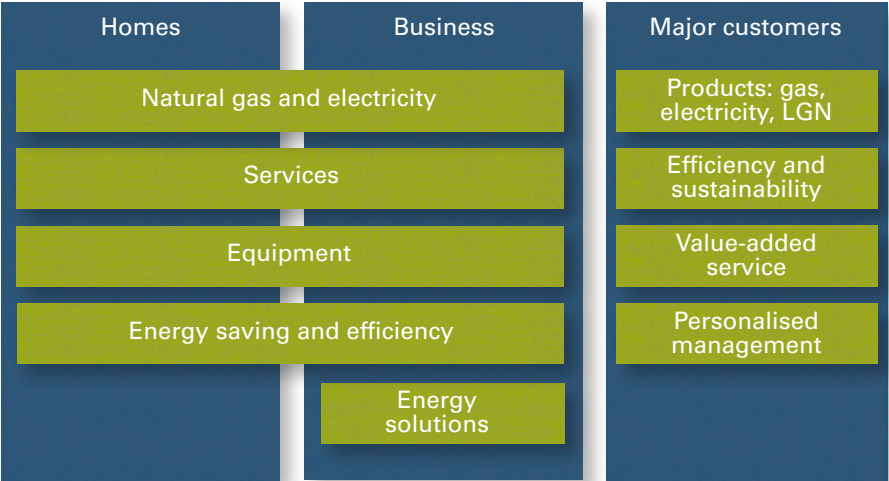 Homes
Business
Major customers
Natural gas and electricity
Services
Equipment
Energy saving and efficiency
Energy
solutions
Products: gas,
electricity, LGN
Efficiency and
sustainability
Value-added
service
Personalised
management